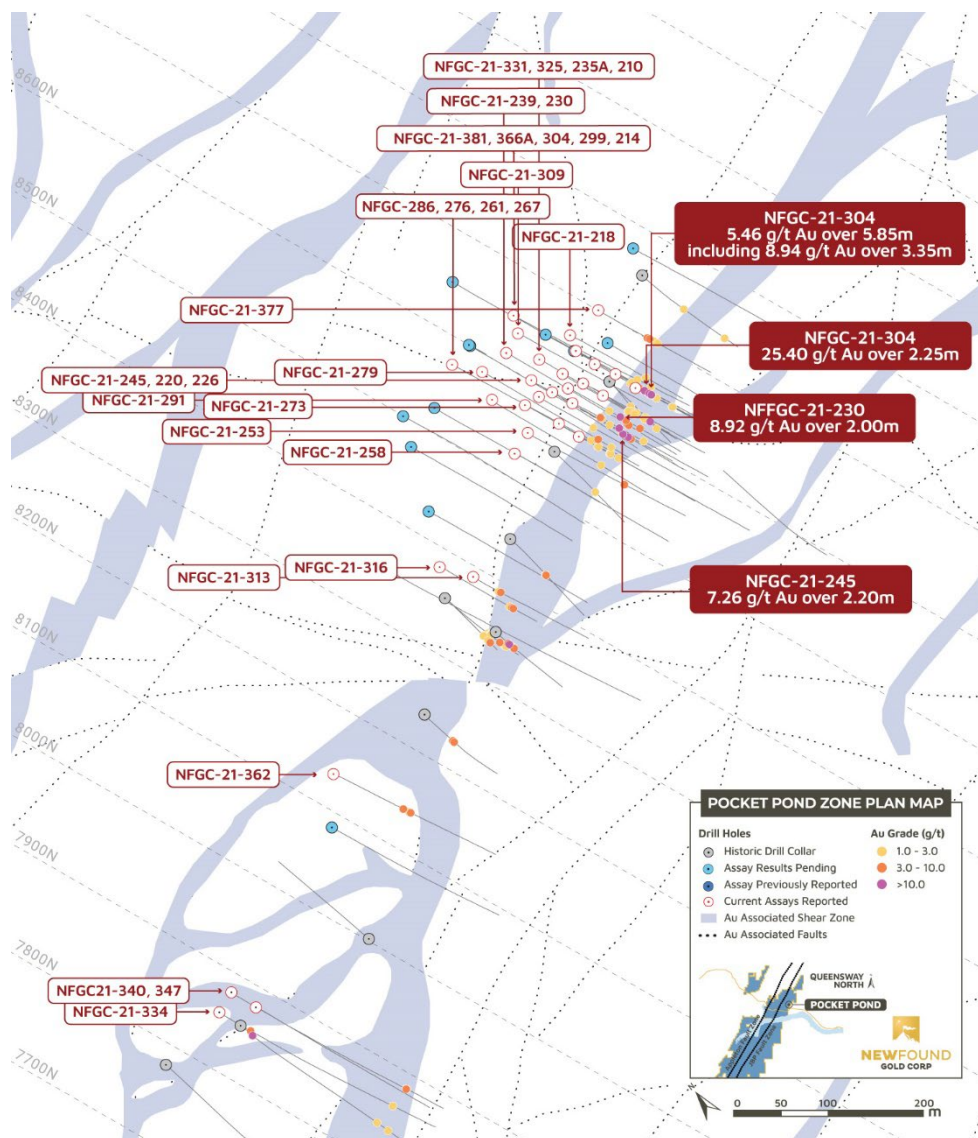 8600N
NFGC-21-331, 325, 235A, 210
NFGC-21-239, 230
NFGC-21-381, 366A, 304, 299, 214
NFGC-21-309
8500N
NFGC-286, 276, 261, 267
NFGC-21-218
NFGC-21-304
5.46 g/t Au over 5.85m
including 8.94 g/t Au over 3.35m
8400N
NFGC-21-377
NFGC-21-304
25.40 g/t Au over 2.25m
NFGC-21-279
NFGC-21-245, 220, 226
NFGC-21-291
NFGC-21-273
NFFGC-21-230
8.92 g/t Au over 2.00m
8300N
NFGC-21-253
NFGC-21-258
8200N
NFGC-21-316
NFGC-21-313
NFGC-21-245
7.26 g/t Au over 2.20m
8100N
8000N
NFGC-21-362
7900N
7800N
NFGC21-340, 347
NFGC-21-334
7700N
POCKET POND ZONE PLAN MAP
Drill Holes
Historic Drill Collar
Assay Results Pending
Assay Previously Reported
Current Assays Reported
Au Associated Shear Zone
Au Associated Faults
Au Grade (g/t)
1.0 - 3.0
3.0 - 10.0
>10.0
QUEENSWAY
NORTH
POCKET POND
Appleton Fault Zone
JBP Fault Zone
NEWFOUND
GOLD CORP
N
0 50 100 200
m